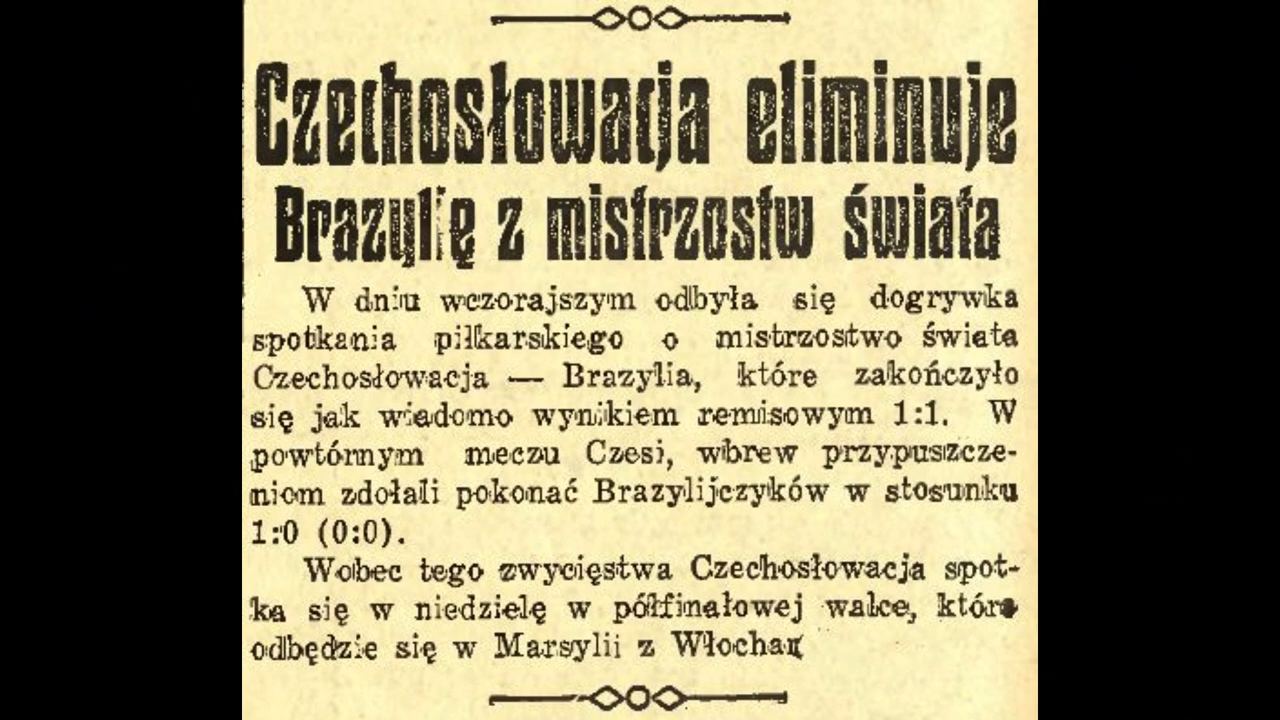 Czechosłowacja eliminuje
Brazylię z mistrzostw świata
W dniu wczorajszym odbyła się dogrywka
spotkania piłkarskiego o mistrzostwo świata
Czechosłowacja — Brazylia, które zakończyło
się jak wiadomo wynikiem remisowym 1:1. W
powtórnym meczu Czesi, wbrew przypuszcze-
niom zdołali pokonać Brazylijczyków w stosunku
1:0 (0:0).
Wobec tego zwycięstwa Czechosłowacja spot-
ka się w niedzielę w półfinałowej walce, która
odbędzie się w Marsylii z Włochar